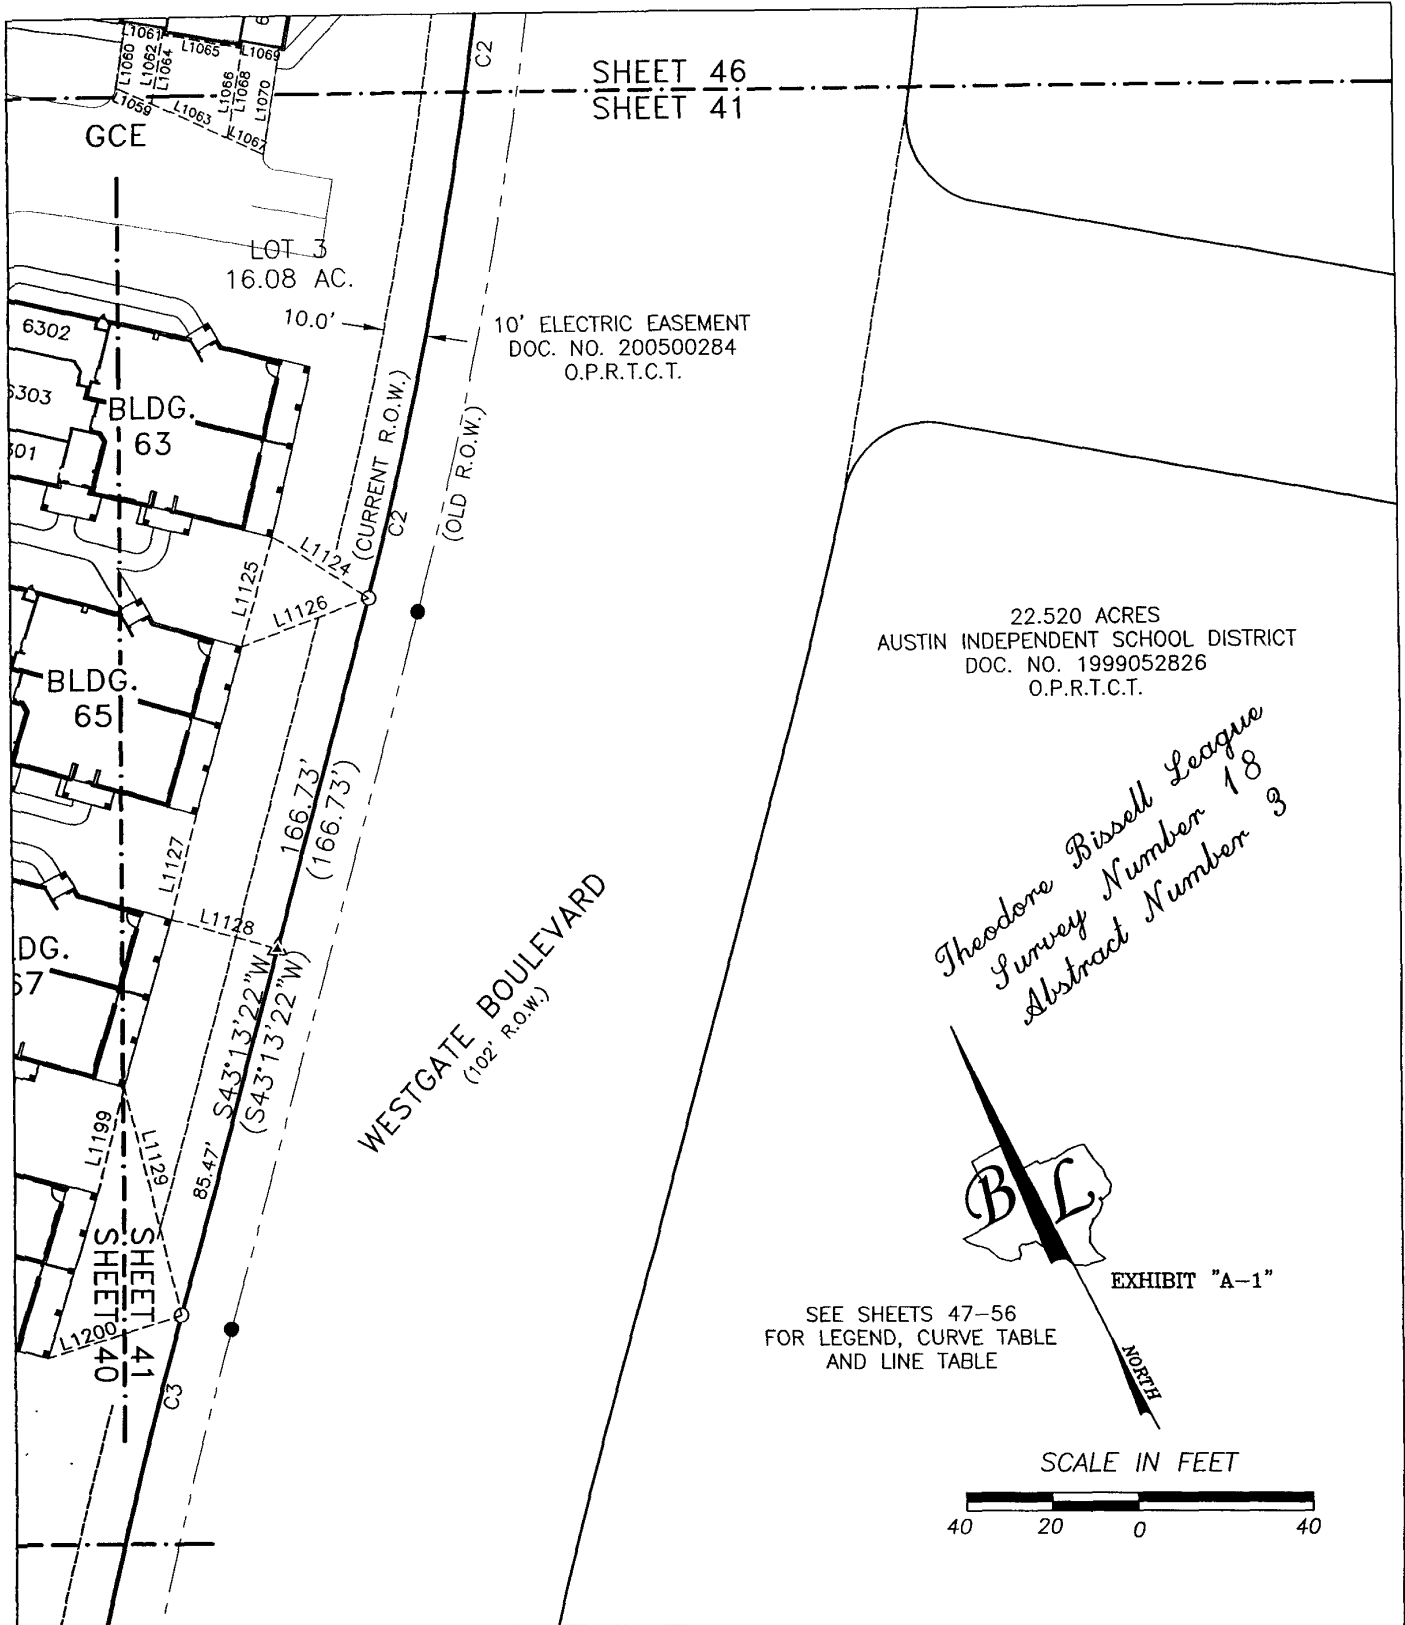 L1061
L1065
L1069
6
L1060
L1062
L1064
L1066
L1068
L1070
L1059
L1063
L1067
C2
SHEET 46
SHEET 41
GCE
LOT 3
16.08 AC.
10.0'
10' ELECTRIC EASEMENT
DOC. NO. 200500284
O.P.R.T.C.T.
6302
6303
301
BLDG.
63
(CURRENT R.O.W.)
C2
(OLD R.O.W.)
L1124
L1125
L1126
22.520 ACRES
AUSTIN INDEPENDENT SCHOOL DISTRICT
DOC. NO. 1999052826
O.P.R.T.C.T.
BLDG.
65
166.73'
(166.73')
Theodore Bissell League
Survey Number 18
Abstract Number 3
L1127
L1128
DG.
67
S43°13'22"W
(S43°13'22"W)
WESTGATE BOULEVARD
(102' R.O.W.)
L1199
L1129
85.47'
B L
EXHIBIT "A-1"
SHEET 41
SHEET 40
L1200
C3
SEE SHEETS 47-56
FOR LEGEND, CURVE TABLE
AND LINE TABLE
NORTH
SCALE IN FEET
40 20 0 40